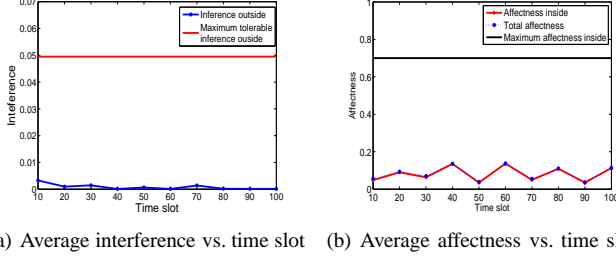 0.07
0.06
0.05
0.04
0.03
0.02
0.01
0
Inteference
Inference outside
Maximum tolerable
inference ouside
10 20 30 40 50 60 70 80 90 100
Time slot
1
0.8
0.6
0.4
0.2
0
Affectness
Affectness inside
Total affectness
Maximum affectness inside
10 20 30 40 50 60 70 80 90 100
Time slot
a) Average interference vs. time slot
(b) Average affectness vs. time sl